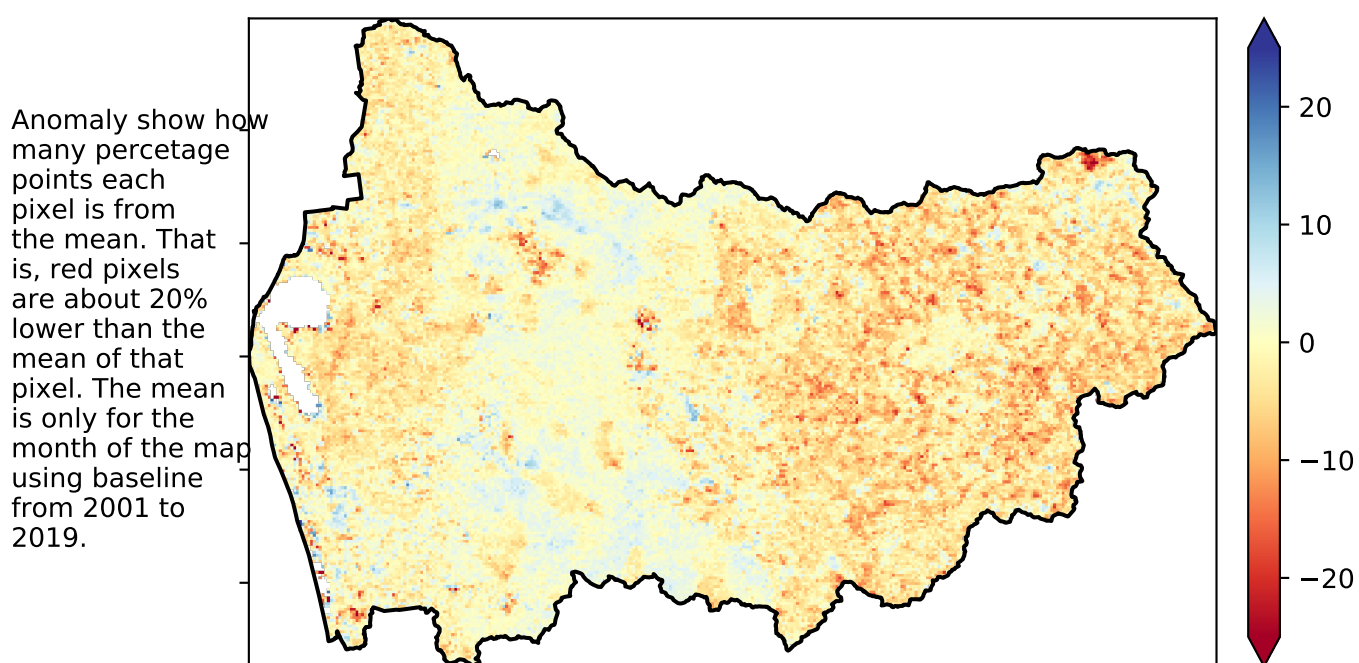 Anomaly show how
many percetage
points each
pixel is from
the mean. That
is, red pixels
are about 20%
lower than the
mean of that
pixel. The mean
is only for the
month of the map
using baseline
from 2001 to
2019.
20
10
0
−10
−20